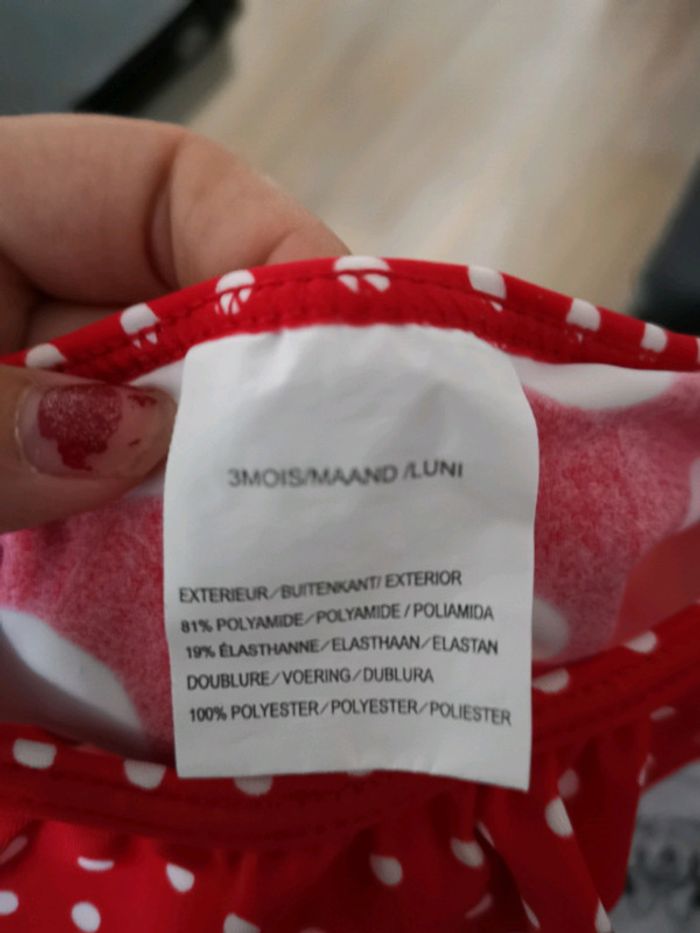 3MOIS/MAAND /LUNI
EXTERIEUR/BUITENKANT/ EXTERIOR
81% POLYAMIDE/POLYAMIDE / POLIAMIDA
19% ÉLASTHANNE/ELASTHAAN/ELASTAN
DOUBLURE/VOERING/DUBLURA
100% POLYESTER/POLYESTER/POLIESTER